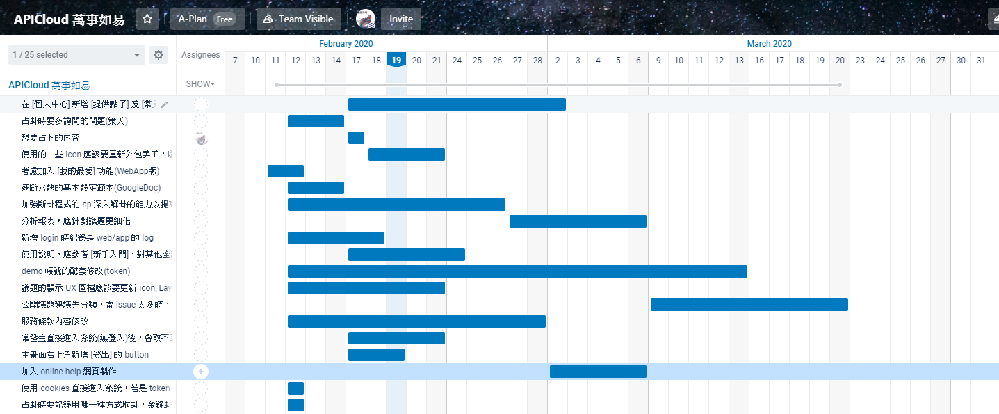 APICloud 萬事如易 A-Plan Free Team Visible Invite
February 2020 March 2020
1 / 25 selected Assignees
7 10 11 12 13 14 17 18 19 20 21 24 25 26 27 28 2 3 4 5 6 9 10 11 12 13 16 17 18 19 20 23 24 25 26 27 30 31
APICloud 萬事如易 SHOW
在 [個人中心] 新增 [提供點子] 及 [常
占卦時要多詢問的問題(策天)
想要占卜的內容
使用的一些 icon 應該要重新外包美工，
考慮加入 [我的最愛] 功能(WebApp版)
速斷六訣的基本設定範本(GoogleDoc)
加強斷卦程式的 sp 深入解卦的能力以提
分析報表，應針對議題更細化
新增 login 時紀錄是 web/app 的 log
使用說明，應參考 [新手入門]，對其他全
demo 帳號的配套修改(token)
議題的顯示 UX 圖檔應該要更新 icon, Lay
公開議題建議先分類，當 issue 太多時，
服務條款內容修改
常發生直接進入系統(無登入)後，會取不
主畫面右上角新增 [登出] 的 button
加入 online help 網頁製作
使用 cookies 直接進入系統，若是 token
占卦時要記錄用哪一種方式取卦，金錢卦